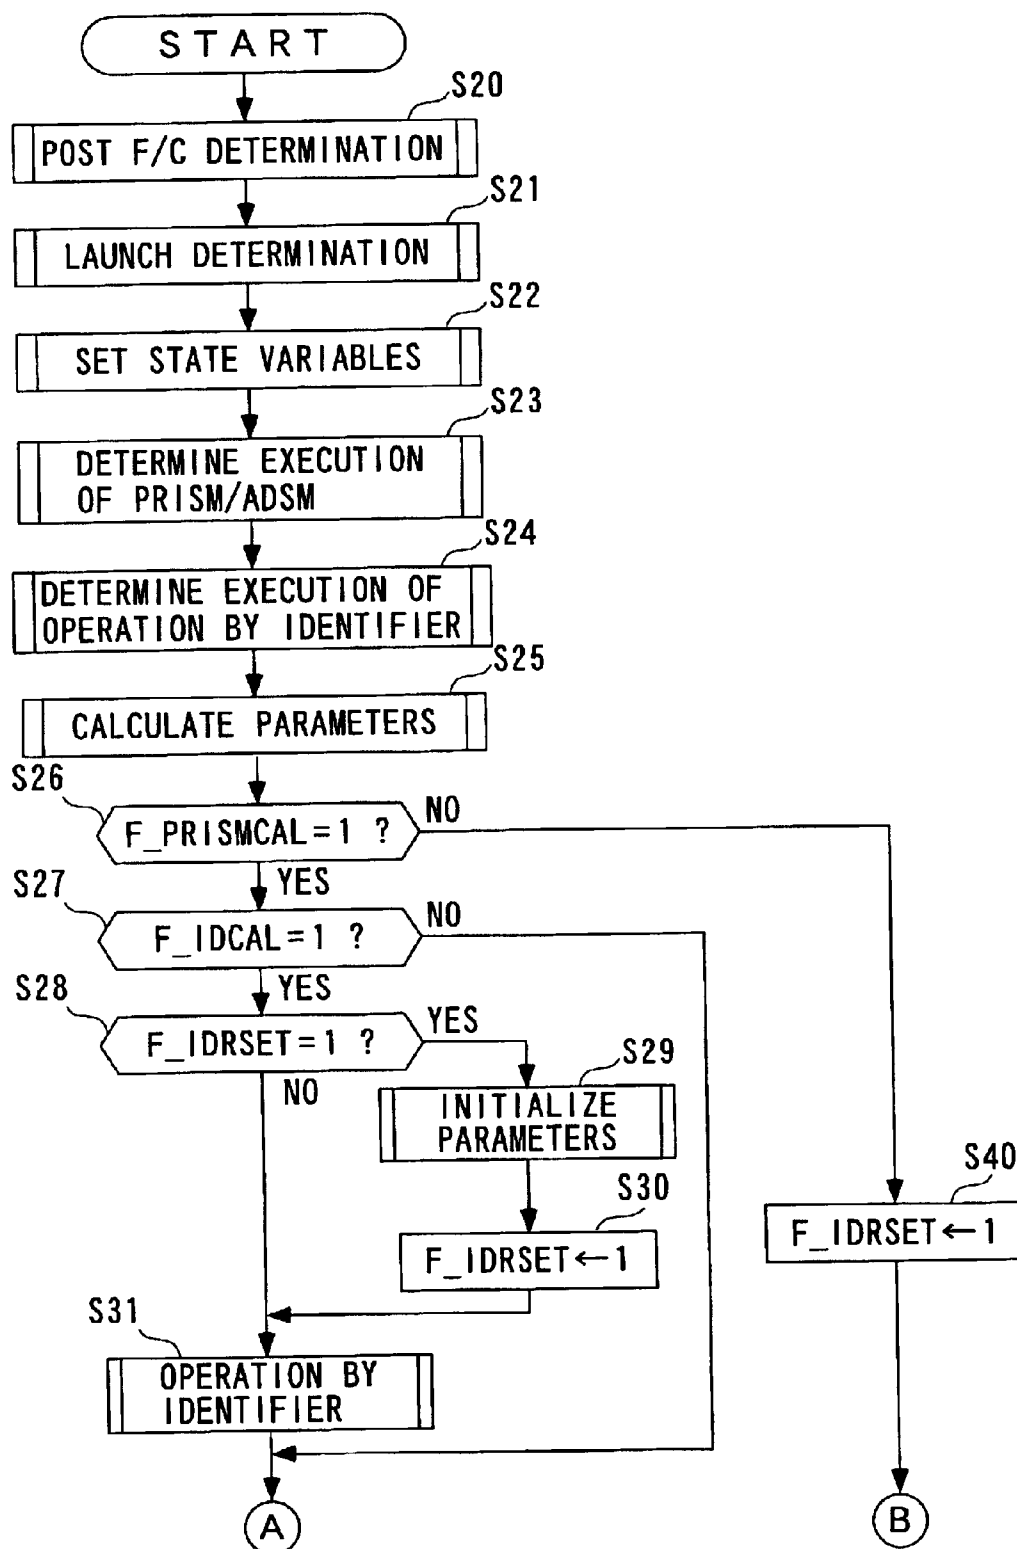 START
S20
POST F/C DETERMINATION
S21
LAUNCH DETERMINATION
S22
SET STATE VARIABLES
S23
DETERMINE EXECUTION
OF PRISM/ADSM
S24
DETERMINE EXECUTION OF
OPERATION BY IDENTIFIER
S25
CALCULATE PARAMETERS
S26
F_PRISMCAL=1 ?
NO
YES
S27
F_IDCAL=1 ?
NO
YES
S28
F_IDRSET=1 ?
YES
NO
S29
INITIALIZE
PARAMETERS
S30
F_IDRSET←1
S40
F_IDRSET←1
S31
OPERATION BY
IDENTIFIER
A
B